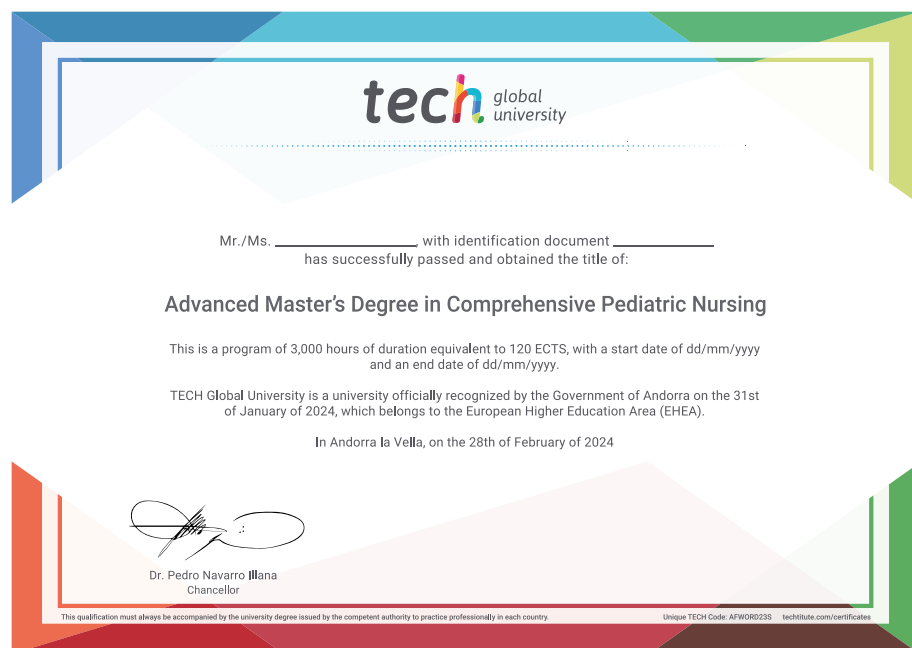 tech global
university
Mr./Ms. ________, with identification document ________
has successfully passed and obtained the title of:
Advanced Master's Degree in Comprehensive Pediatric Nursing
This is a program of 3,000 hours of duration equivalent to 120 ECTS, with a start date of dd/mm/yyyy
and an end date of dd/mm/yyyy.
TECH Global University is a university officially recognized by the Government of Andorra on the 31st
of January of 2024, which belongs to the European Higher Education Area (EHEA).
In Andorra la Vella, on the 28th of February of 2024
Dr. Pedro Navarro Illana
Chancellor
This qualification must always be accompanied by the university degree issued by the competent authority to practice professionally in each country.
Unique TECH Code: AFWORD23S techtitute.com/certificates